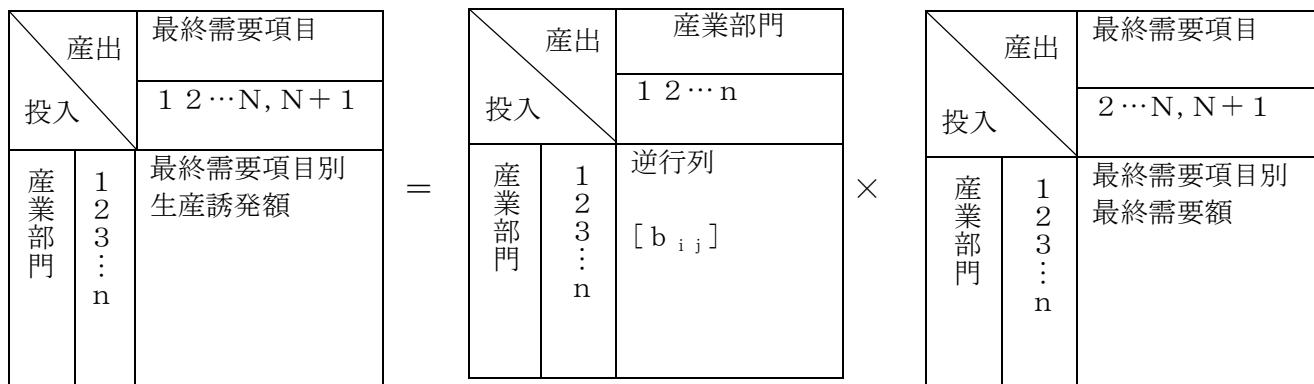 産出
投入
最終需要項目
１ ２…Ｎ, Ｎ＋１
産業部門
１
２
３
⋮
ｎ
最終需要項目別
生産誘発額
＝
産出
投入
産業部門
１ ２…ｎ
産業部門
１
２
３
⋮
ｎ
逆行列
［ｂｉｊ］
×
産出
投入
最終需要項目
２…Ｎ, Ｎ＋１
産業部門
１
２
３
⋮
ｎ
最終需要項目別
最終需要額